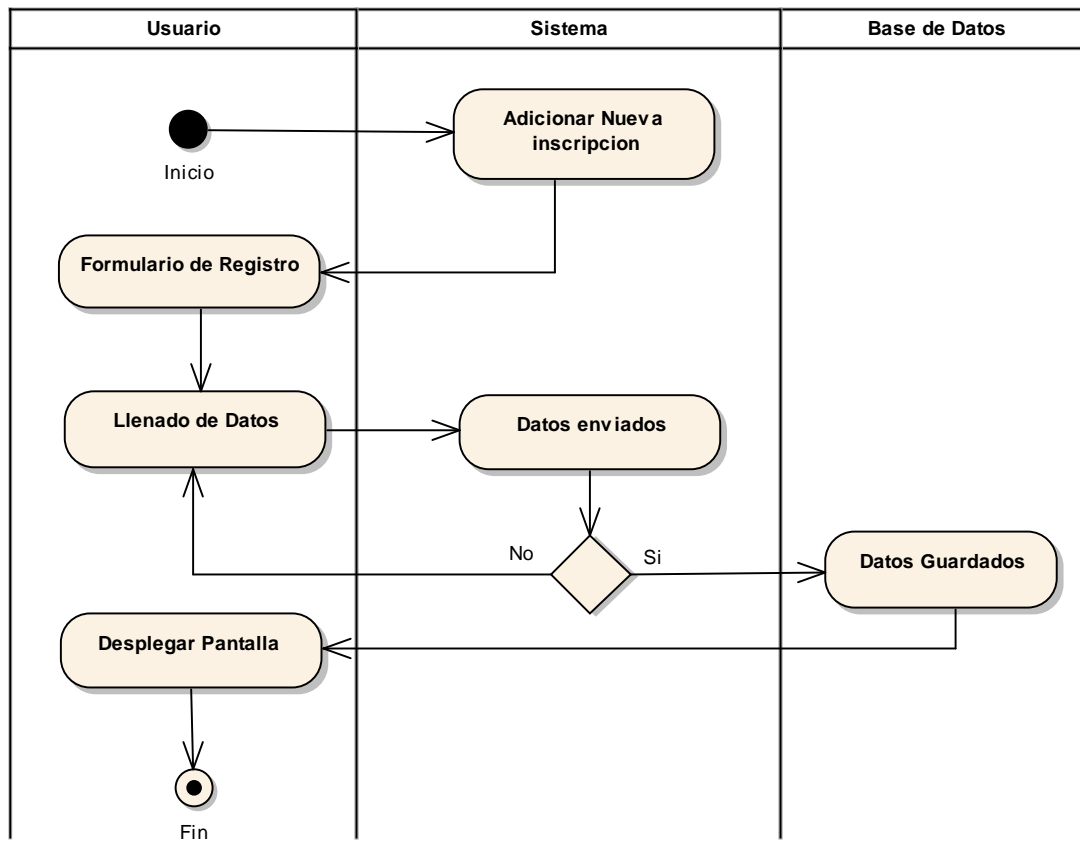 Usuario
Sistema
Base de Datos
Adicionar Nueva
inscripcion
Inicio
Formulario de Registro
Llenado de Datos
Datos enviados
No
Si
Datos Guardados
Desplegar Pantalla
Fin